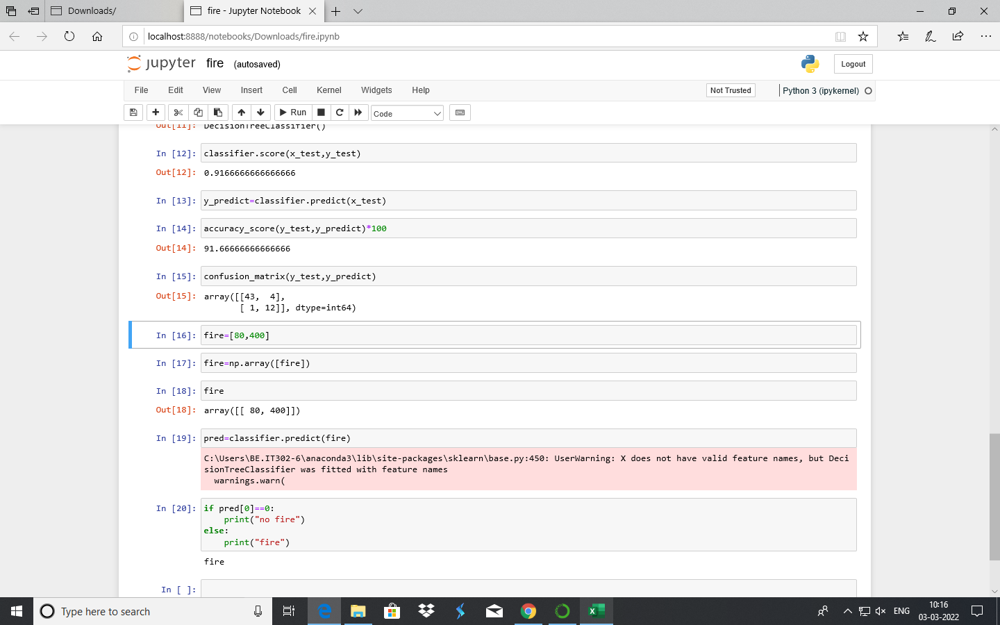 Downloads/
fire - Jupyter Notebook
localhost:8888/notebooks/Downloads/fire.ipynb
jupyter fire (autosaved)
Logout
File Edit View Insert Cell Kernel Widgets Help
Not Trusted
Python 3 (ipykernel)
Run
Code
Out[11]: DecisionTreeClassifier()
In [12]: classifier.score(x_test,y_test)
Out[12]: 0.9166666666666666
In [13]: y_predict=classifier.predict(x_test)
In [14]: accuracy_score(y_test,y_predict)*100
Out[14]: 91.66666666666666
In [15]: confusion_matrix(y_test,y_predict)
Out[15]: array([[43,  4],
[ 1, 12]], dtype=int64)
In [16]: fire=[80,400]
In [17]: fire=np.array([fire])
In [18]: fire
Out[18]: array([[ 80, 400]])
In [19]: pred=classifier.predict(fire)
C:\Users\BE.IT302-6\anaconda3\lib\site-packages\sklearn\base.py:450: UserWarning: X does not have valid feature names, but Deci
sionTreeClassifier was fitted with feature names
warnings.warn(
In [20]: if pred[0]==0:
print("no fire")
else:
print("fire")
fire
In [ ]:
Type here to search
ENG
10:16
03-03-2022